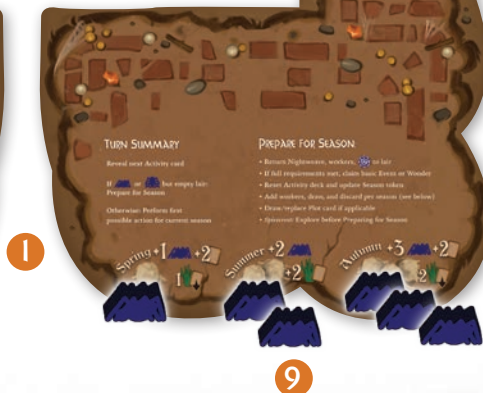 TURN SUMMARY
Reveal next Activity card
If or but empty lair:
Prepare for Season
Otherwise: Perform first
possible action for current season
PREPARE FOR SEASON
• Return Nightweave, workers, to lair
• If full requirements met, claim basic Event or Wonder
• Reset Activity deck and update Season token
• Add workers, draw, and discard per season (see below)
• Draw/replace Plot card if applicable
• Explore before Preparing for Season
Spring +1 +2
1
Summer +2
+2
Autumn +3 +2
2
1
9